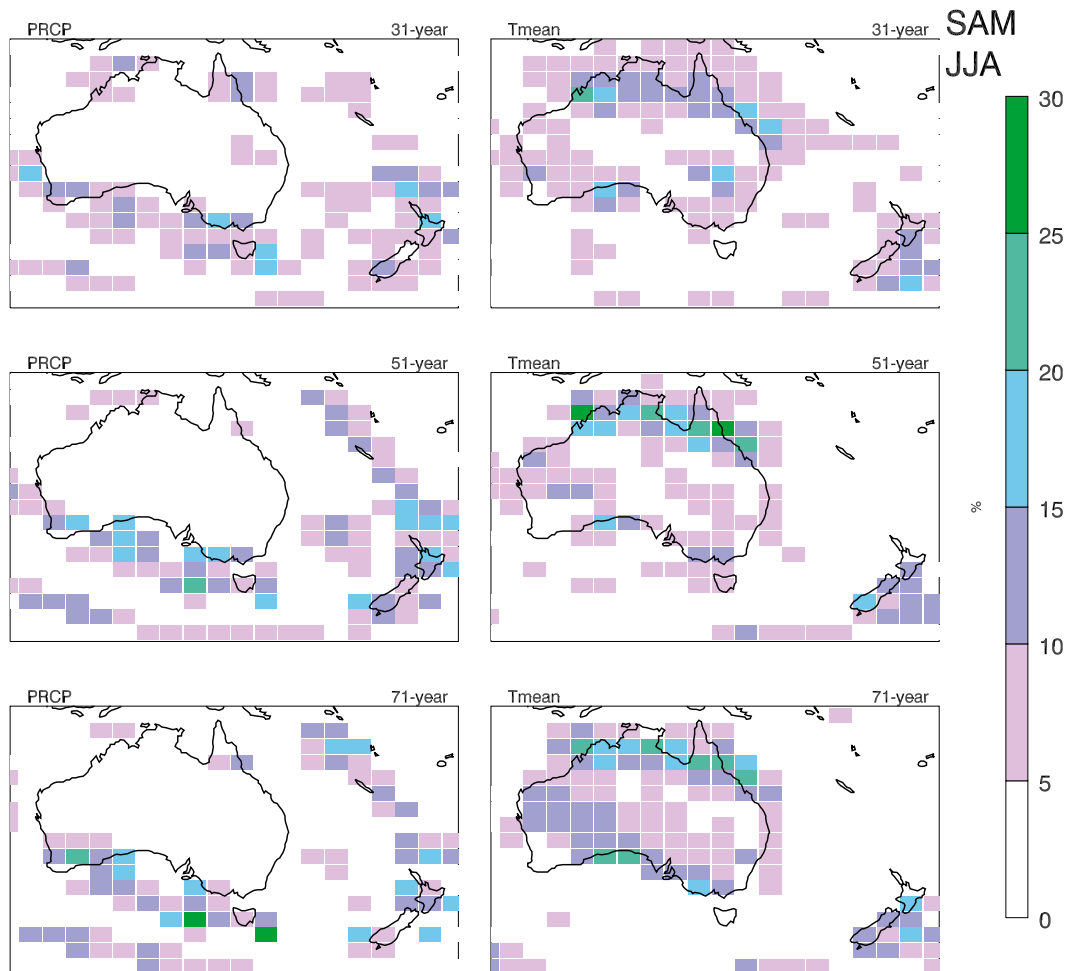 PRCP 31-year
Tmean 31-year
SAM
JJA
PRCP 51-year
Tmean 51-year
PRCP 71-year
Tmean 71-year
30
25
20
15
10
5
0
%